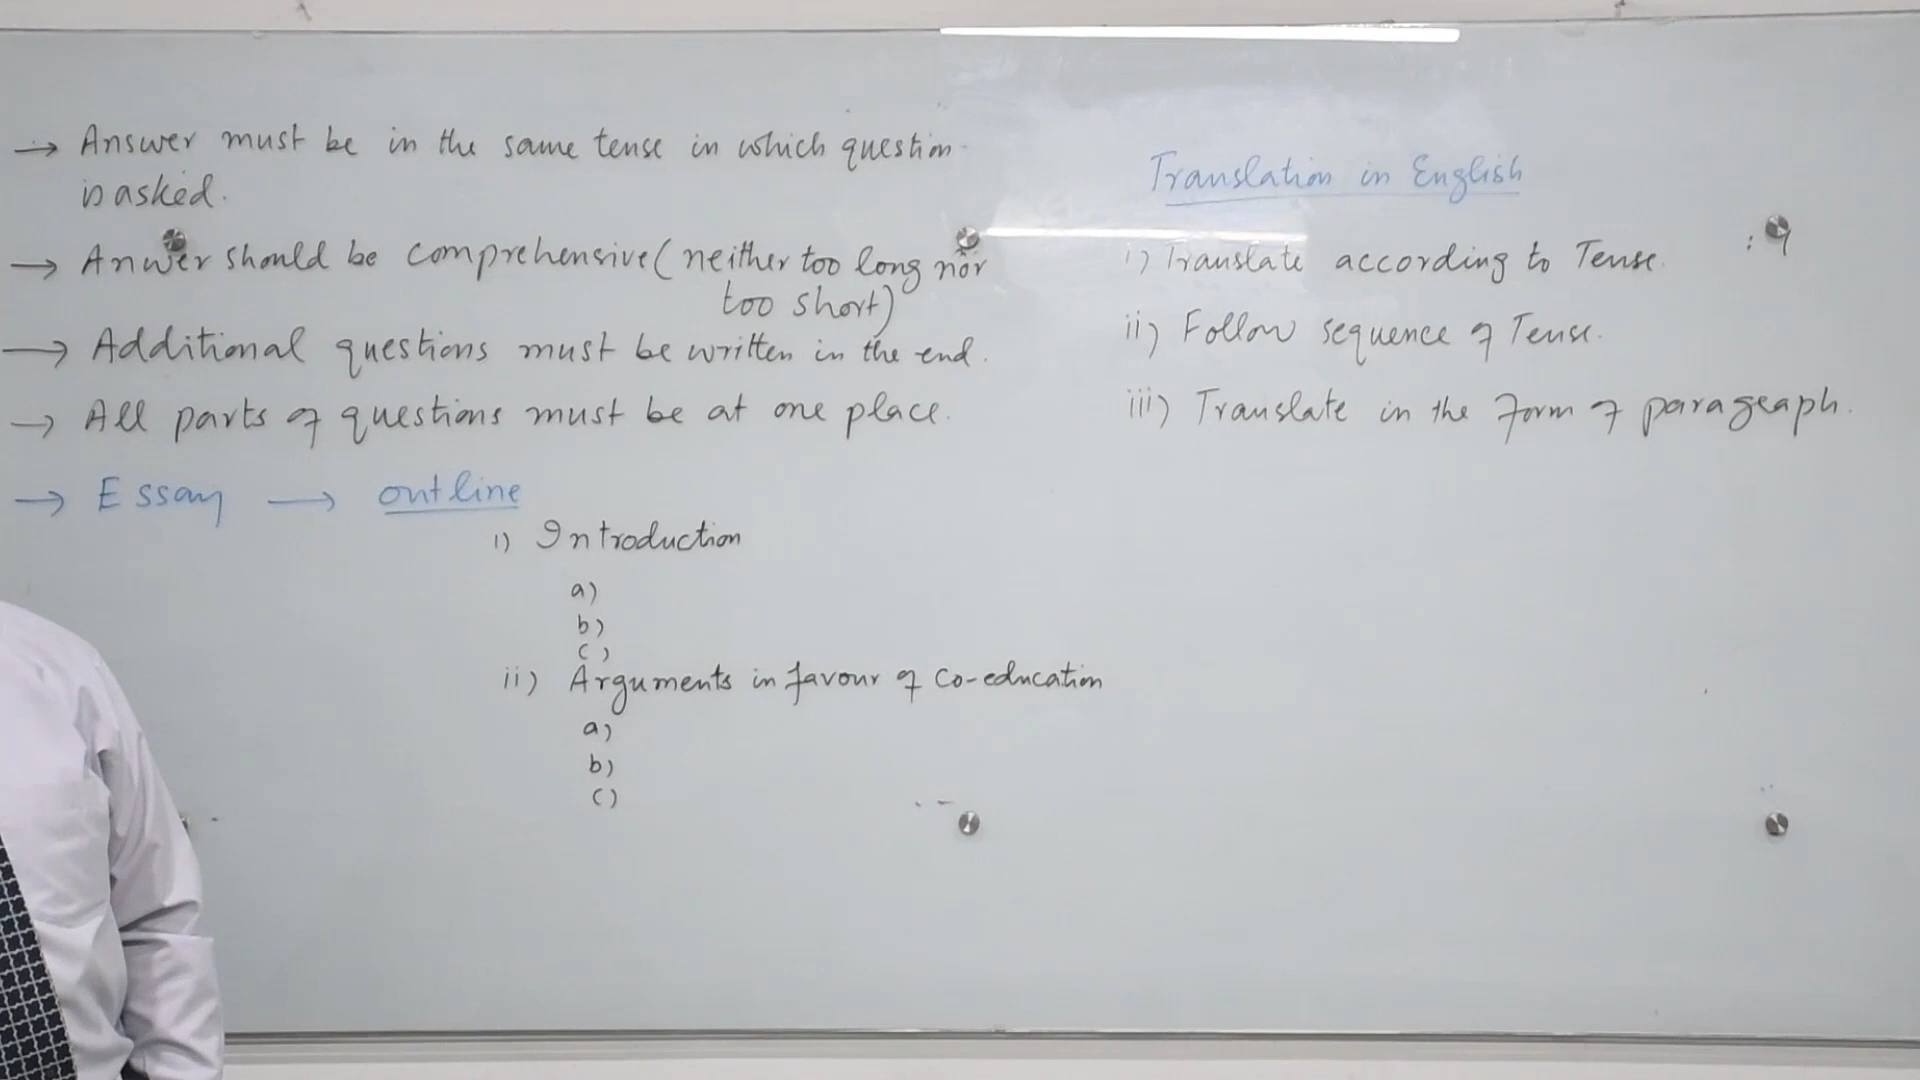 → Answer must be in the same tense in which question
is asked.
→ Anwer should be comprehensive (neither too long nor
too short)
→ Additional questions must be written in the end.
→ All parts of questions must be at one place.
→ Essay → outline
i) Introduction
a)
b)
c)
ii) Arguments in favour of co-education
a)
b)
c)
Translation in English
i) Translate according to Tense.
ii) Follow sequence of Tense.
iii) Translate in the form of paragraph.